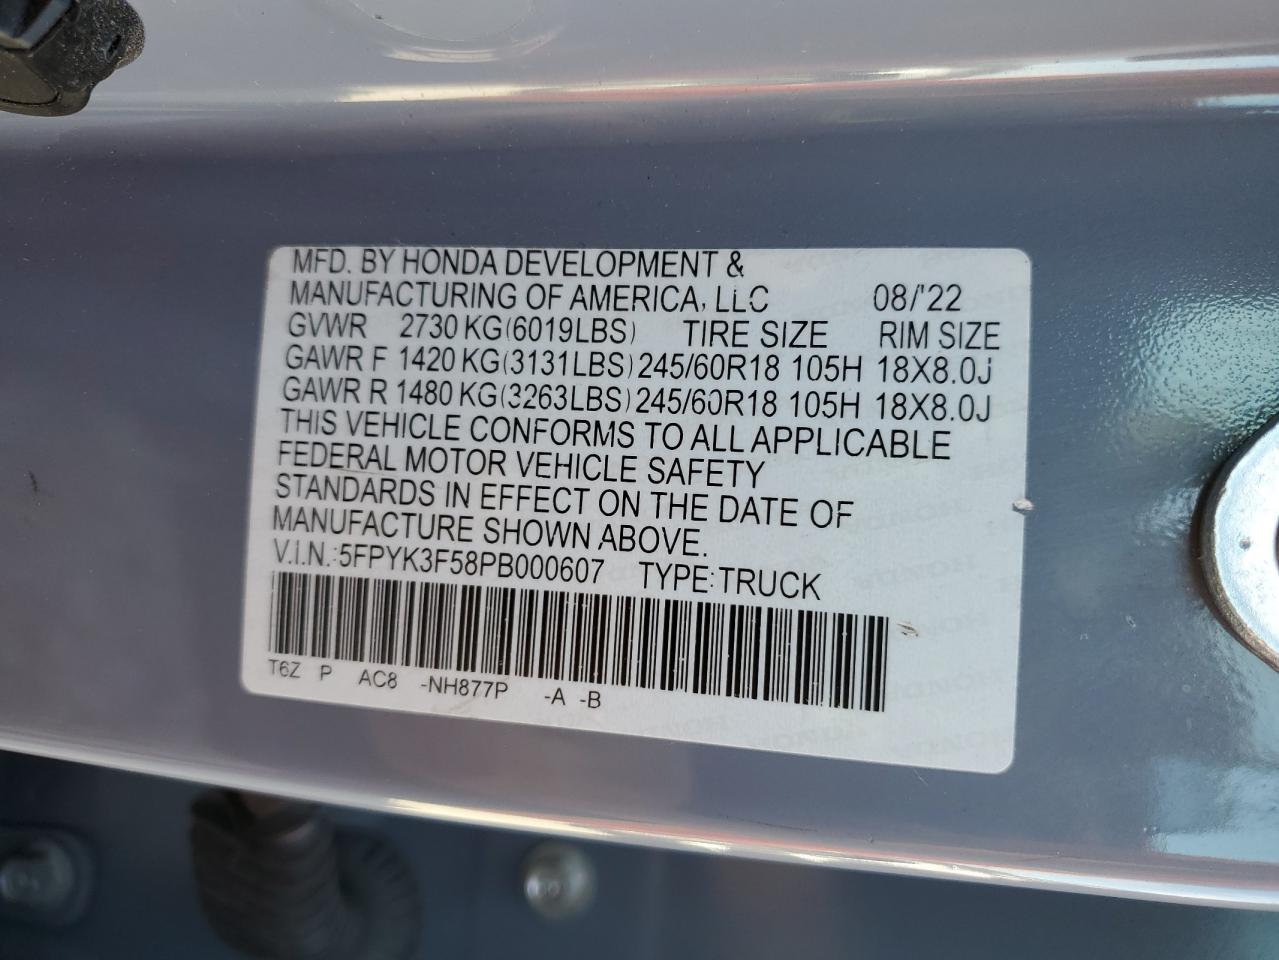 MFD. BY HONDA DEVELOPMENT &
MANUFACTURING OF AMERICA, LLC 08/'22
GVWR 2730 KG(6019LBS) TIRE SIZE RIM SIZE
GAWR F 1420 KG(3131LBS) 245/60R18 105H 18X8.0J
GAWR R 1480 KG(3263LBS) 245/60R18 105H 18X8.0J
THIS VEHICLE CONFORMS TO ALL APPLICABLE
FEDERAL MOTOR VEHICLE SAFETY
STANDARDS IN EFFECT ON THE DATE OF
MANUFACTURE SHOWN ABOVE.
V.I.N.:5FPYK3F58PB000607 TYPE:TRUCK
T6Z P AC8 -NH877P -A -B